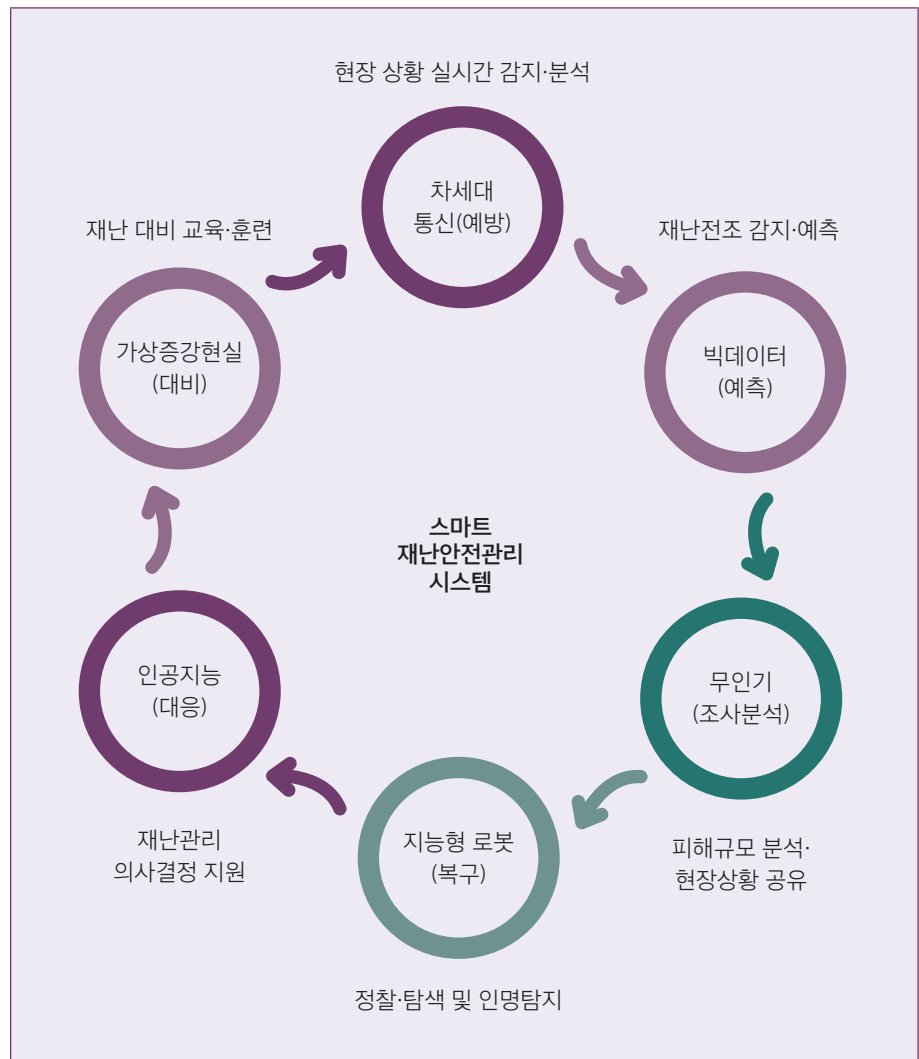 현장 상황 실시간 감지·분석
차세대
통신(예방)
재난전조 감지·예측
빅데이터
(예측)
무인기
(조사분석)
피해규모 분석·
현장상황 공유
지능형 로봇
(복구)
정찰·탐색 및 인명탐지
인공지능
(대응)
재난관리
의사결정 지원
재난 대비 교육·훈련
가상증강현실
(대비)
스마트
재난안전관리
시스템